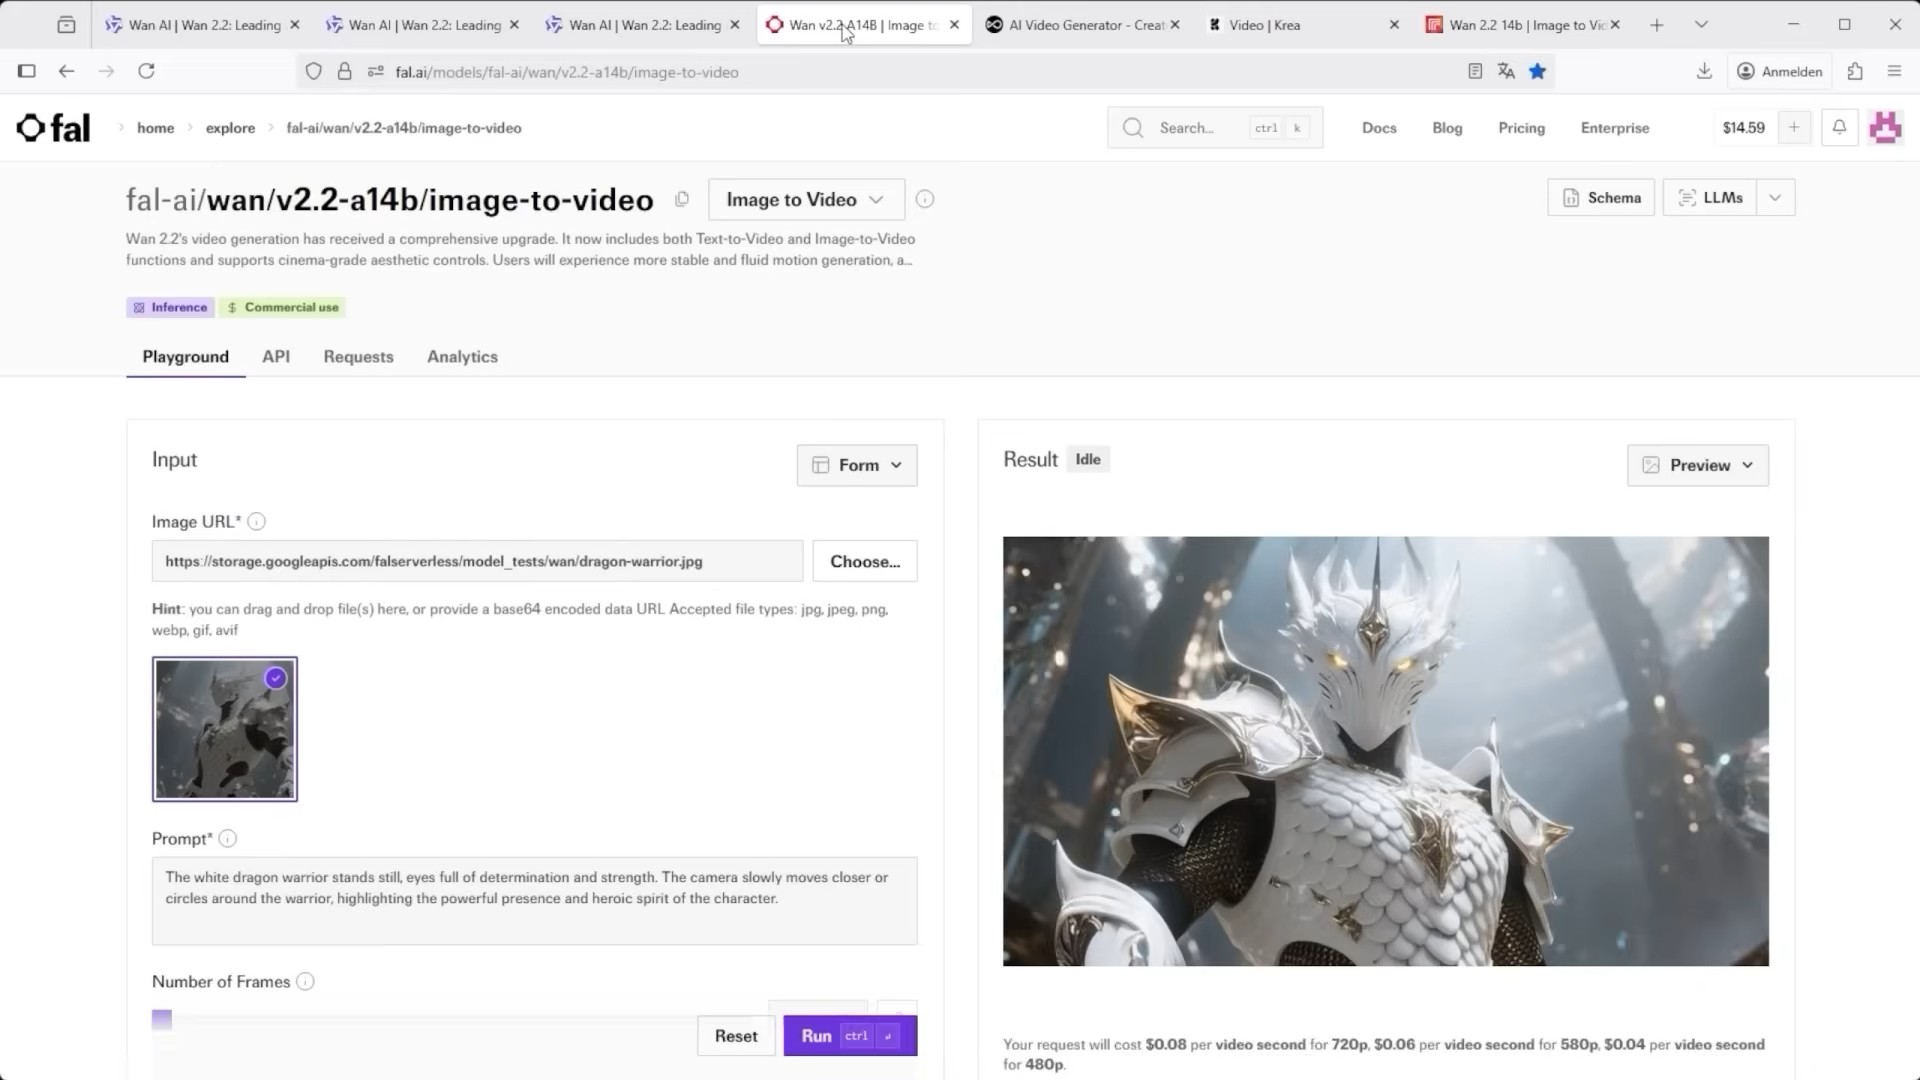 Wan AI | Wan 2.2: Leading
Wan AI | Wan 2.2: Leading
Wan AI | Wan 2.2: Leading
Wan v2.2 A14B | Image to
AI Video Generator - Creat
Video | Krea
Wan 2.2 14b | Image to Vi
fal.ai/models/fal-ai/wan/v2.2-a14b/image-to-video
Anmelden
fal
home
explore
fal-ai/wan/v2.2-a14b/image-to-video
Search...
ctrl
k
Docs
Blog
Pricing
Enterprise
$14.59
fal-ai/wan/v2.2-a14b/image-to-video
Image to Video
Schema
LLMs
Wan 2.2's video generation has received a comprehensive upgrade. It now includes both Text-to-Video and Image-to-Video
functions and supports cinema-grade aesthetic controls. Users will experience more stable and fluid motion generation, a...
Inference
$ Commercial use
Playground
API
Requests
Analytics
Input
Form
Image URL*
https://storage.googleapis.com/falserverless/model_tests/wan/dragon-warrior.jpg
Choose...
Hint: you can drag and drop file(s) here, or provide a base64 encoded data URL Accepted file types: jpg, jpeg, png,
webp, gif, avif
Prompt*
The white dragon warrior stands still, eyes full of determination and strength. The camera slowly moves closer or
circles around the warrior, highlighting the powerful presence and heroic spirit of the character.
Number of Frames
Reset
Run
ctrl
Result
Idle
Preview
Your request will cost $0.08 per video second for 720p, $0.06 per video second for 580p, $0.04 per video second
for 480p.